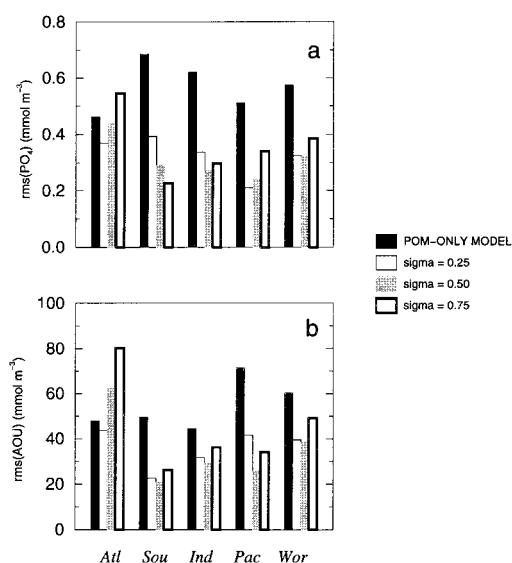 a
0.8
0.6
0.4
0.2
0.0
rms(PO4) (mmol m−3)
POM−ONLY MODEL
sigma = 0.25
sigma = 0.50
sigma = 0.75
b
100
80
60
40
20
0
rms(AOU) (mmol m−3)
Atl Sou Ind Pac Wor